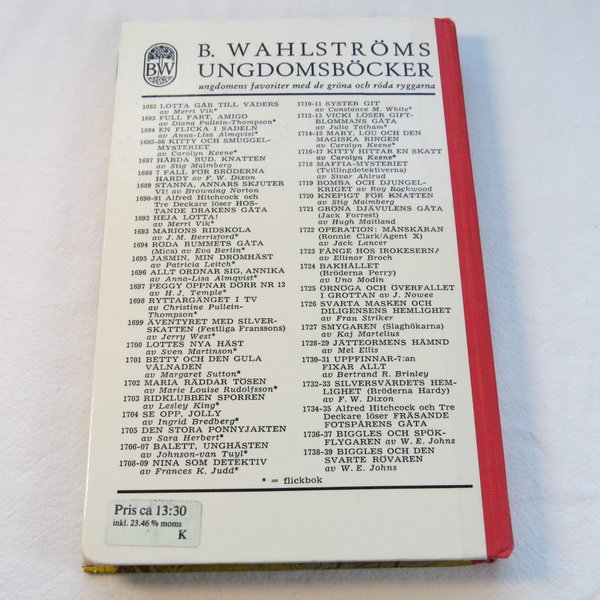 BW
B. WAHLSTRÖMS
UNGDOMSBÖCKER
ungdomens favoriter med de gröna och röda ryggarna
1682 LOTTA GÅR TILL VÄDERS
av Merri Vik*
1683 FULL FART, AMIGO
av Diana Pullein-Thompson*
1684 EN FLICKA I SADELN
av Anna-Lisa Almqvist*
1685-86 KITTY OCH SMUGGEL-
MYSTERIET
av Carolyn Keene*
1687 HÅRDA BUD, KNATTEN
av Stig Malmberg
1688 7 FALL FÖR BRÖDERNA
HARDY av F. W. Dixon
1689 STANNA, ANNARS SKJUTER
VI! av Browning Norton
1690-91 Alfred Hitchcock och
Tre Deckare löser HOS-
TANDE DRAKENS GÅTA
1692 HEJA LOTTA!
av Merri Vik*
1693 MARIONS RIDSKOLA
av J. M. Berrisford*
1694 RÖDA RUMMETS GÅTA
(Mica) av Eva Berlin*
1695 JASMIN, MIN DRÖMHÄST
av Patricia Leitch*
1696 ALLT ORDNAR SIG, ANNIKA
av Anna-Lisa Almqvist*
1697 PEGGY ÖPPNAR DÖRR NR 13
av H. J. Temple*
1698 RYTTARGÄNGET I TV
av Christine Pullein-
Thompson*
1699 ÄVENTYRET MED SILVER-
SKATTEN (Festliga Franssons)
av Jerry West*
1700 LOTTES NYA HÄST
av Sven Martinson*
1701 BETTY OCH DEN GULA
VÅLNADEN
av Margaret Sutton*
1702 MARIA RÄDDAR TÖSEN
av Marie Louise Rudolfsson*
1703 RIDKLUBBEN SPORREN
av Lesley King*
1704 SE OPP, JOLLY
av Ingrid Bredberg*
1705 DEN STORA PONNYJAKTEN
av Sara Herbert*
1706-07 BALETT, UNGHÄSTEN
av Johnson-van Tuyl*
1708-09 NINA SOM DETEKTIV
av Frances K. Judd*
1710-11 SYSTER GIT
av Constance M. White*
1712-13 VICKI LÖSER GIFT-
BLOMMANS GÅTA
av Julie Tatham*
1714-15 MARY, LOU OCH DEN
MAGISKA RINGEN
av Carolyn Keene*
1716-17 KITTY HITTAR EN SKATT
av Carolyn Keene*
1718 MAFFIA-MYSTERIET
(Tvillingdetektiverna)
av Sivar Ahlrud
1719 BOMBA OCH DJUNGEL-
KRIGET av Roy Rockwood
1720 KNEPIGT FÖR KNATTEN
av Stig Malmberg
1721 GRÖNA DJÄVULENS GÅTA
(Jack Forrest)
av Hugh Maitland
1722 OPERATION: MÅNSKÄRAN
(Ronnie Clark/Agent X)
av Jack Lancer
1723 FÅNGE HOS IROKESERNA
av Ellinor Broch
1724 BAKHÅLLET
(Bröderna Perry)
av Uno Modin
1725 ÖRNÖGA OCH ÖVERFALLET
I GROTTAN av J. Nowee
1726 SVARTA MASKEN OCH
DILIGENSENS HEMLIGHET
av Fran Striker
1727 SMYGAREN (Slaghökarna)
av Kaj Martelius
1728-29 JÄTTEORMENS HÄMND
av Mel Ellis
1730-31 UPPFINNAR-7:an
FIXAR ALLT
av Bertrand R. Brinley
1732-33 SILVERSVÄRDETS HEM-
LIGHET (Bröderna Hardy)
av F. W. Dixon
1734-35 Alfred Hitchcock och Tre
Deckare löser FRÄSANDE
FOTSPÅRENS GÅTA
1736-37 BIGGLES OCH SPÖK-
FLYGAREN av W. E. Johns
1738-39 BIGGLES OCH DEN
SVARTE RÖVAREN
av W. E. Johns
* = flickbok
Pris ca 13:30
inkl. 23.46 % moms
K